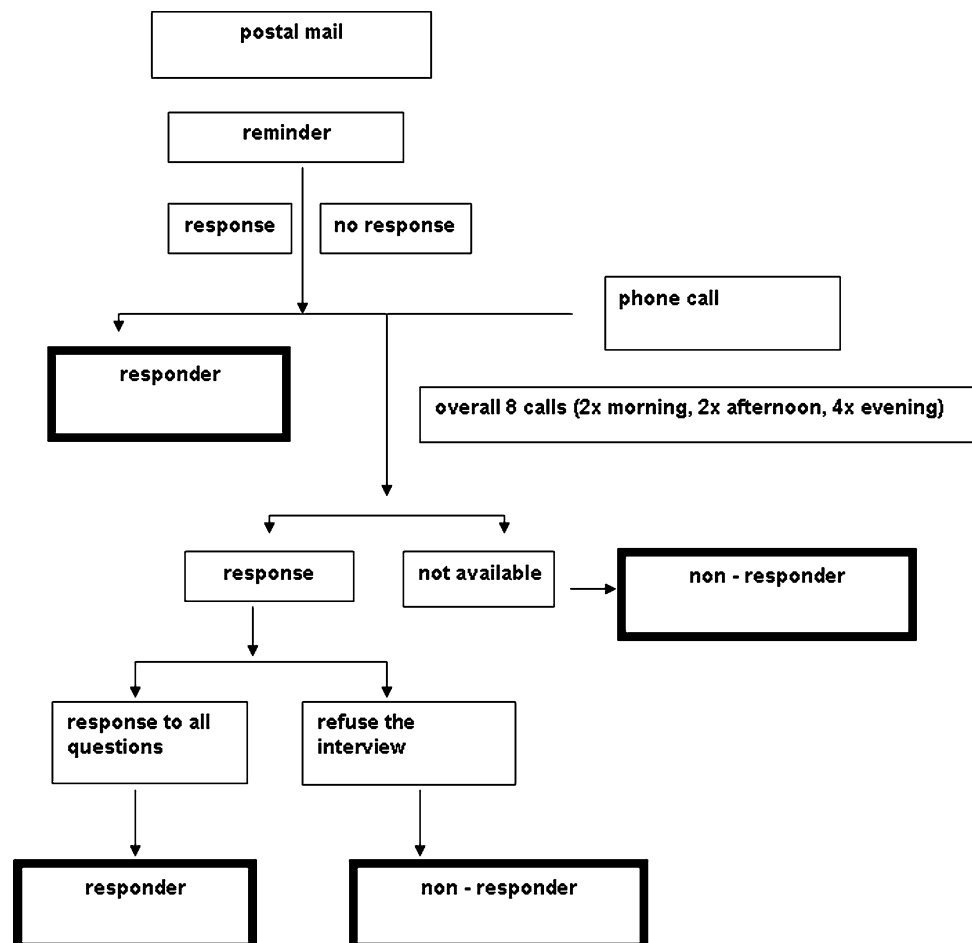 postal mail
reminder
response
no response
phone call
responder
overall 8 calls (2x morning, 2x afternoon, 4x evening)
response
not available
non - responder
response to all
questions
refuse the
interview
responder
non - responder